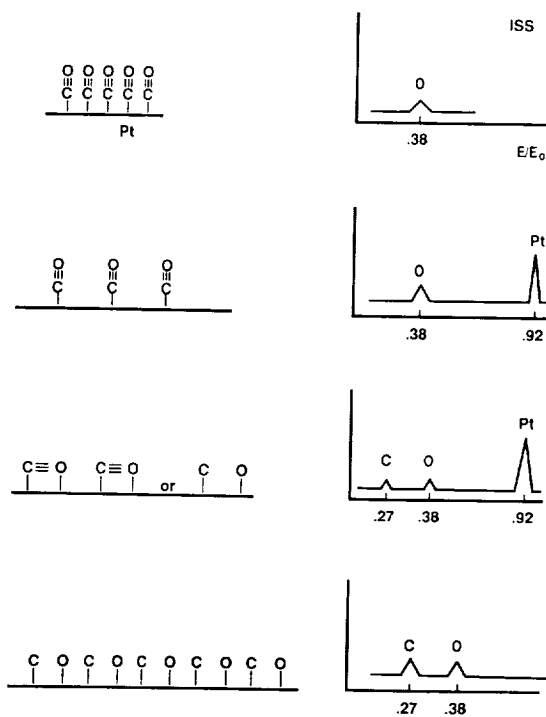 ISS
O O O O O
||| ||| ||| ||| |||
C C C C C
Pt
O
.38
E/E₀
O O O
||| ||| |||
C C C
O
Pt
.38
.92
C≡O C≡O or C O
C
O
Pt
.27
.38
.92
C O C O C O C O C O
C
O
.27
.38